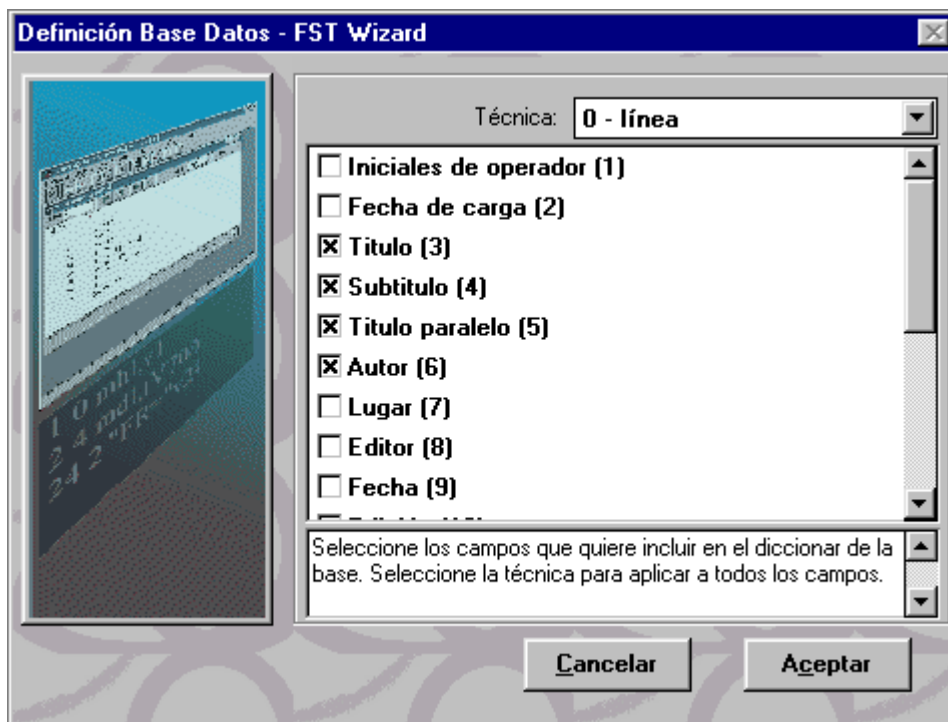 Definición Base Datos - FST Wizard
Técnica: 0 - línea
Iniciales de operador (1)
Fecha de carga (2)
Titulo (3)
Subtitulo (4)
Titulo paralelo (5)
Autor (6)
Lugar (7)
Editor (8)
Fecha (9)
Seleccione los campos que quiere incluir en el diccionar de la
base. Seleccione la técnica para aplicar a todos los campos.
Cancelar Aceptar